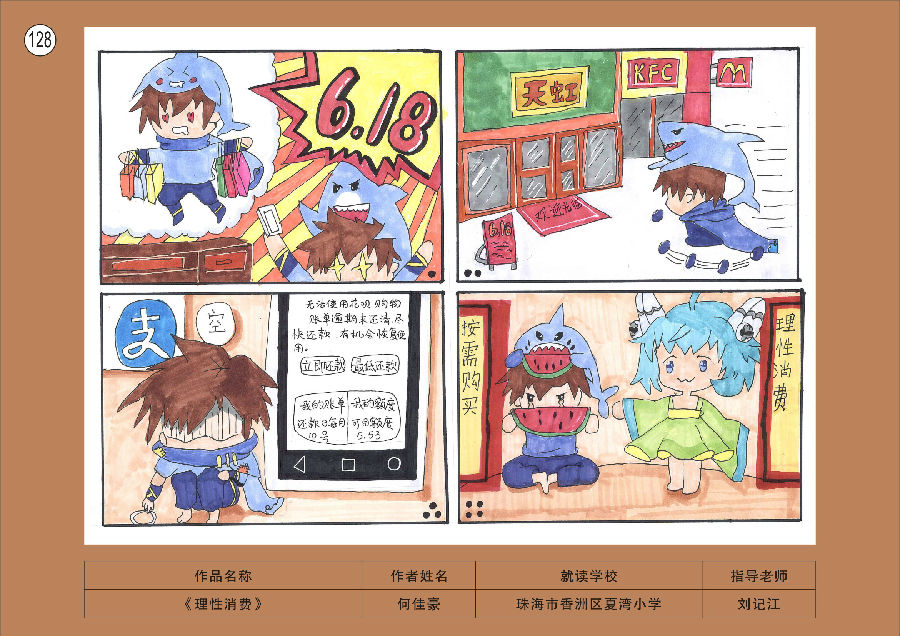 128
6.18
天虹
KFC
M
欢迎光临
6.18
支
空
无法使用花呗购物
账单逾期未还清,尽
快还款,有机会恢复使
用。
立即还款
最低还款
我的账单
还款日每月
10号
我的额度
可用额度
5.53
按需购买
理性消费
作品名称
作者姓名
就读学校
指导老师
《理性消费》
何佳豪
珠海市香洲区夏湾小学
刘记江